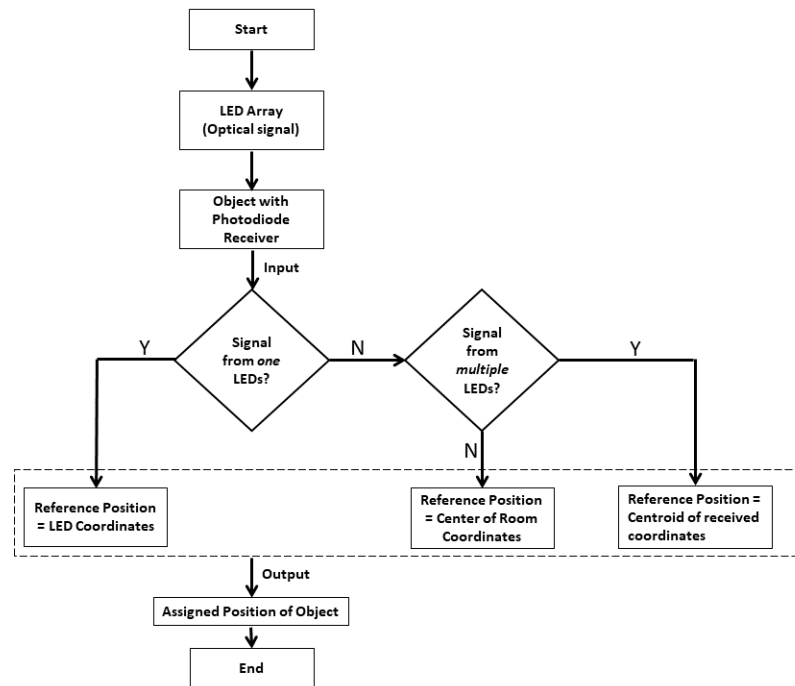 Start
LED Array
(Optical signal)
Object with
Photodiode
Receiver
Input
Signal
from one
LEDs?
Y
N
Signal
from
multiple
LEDs?
Y
N
Reference Position
= LED Coordinates
Reference Position
= Center of Room
Coordinates
Reference Position =
Centroid of received
coordinates
Output
Assigned Position of Object
End